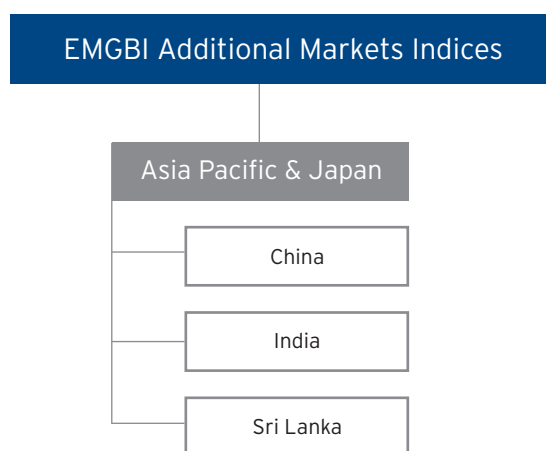 EMGBI Additional Markets Indices
Asia Pacific & Japan
China
India
Sri Lanka